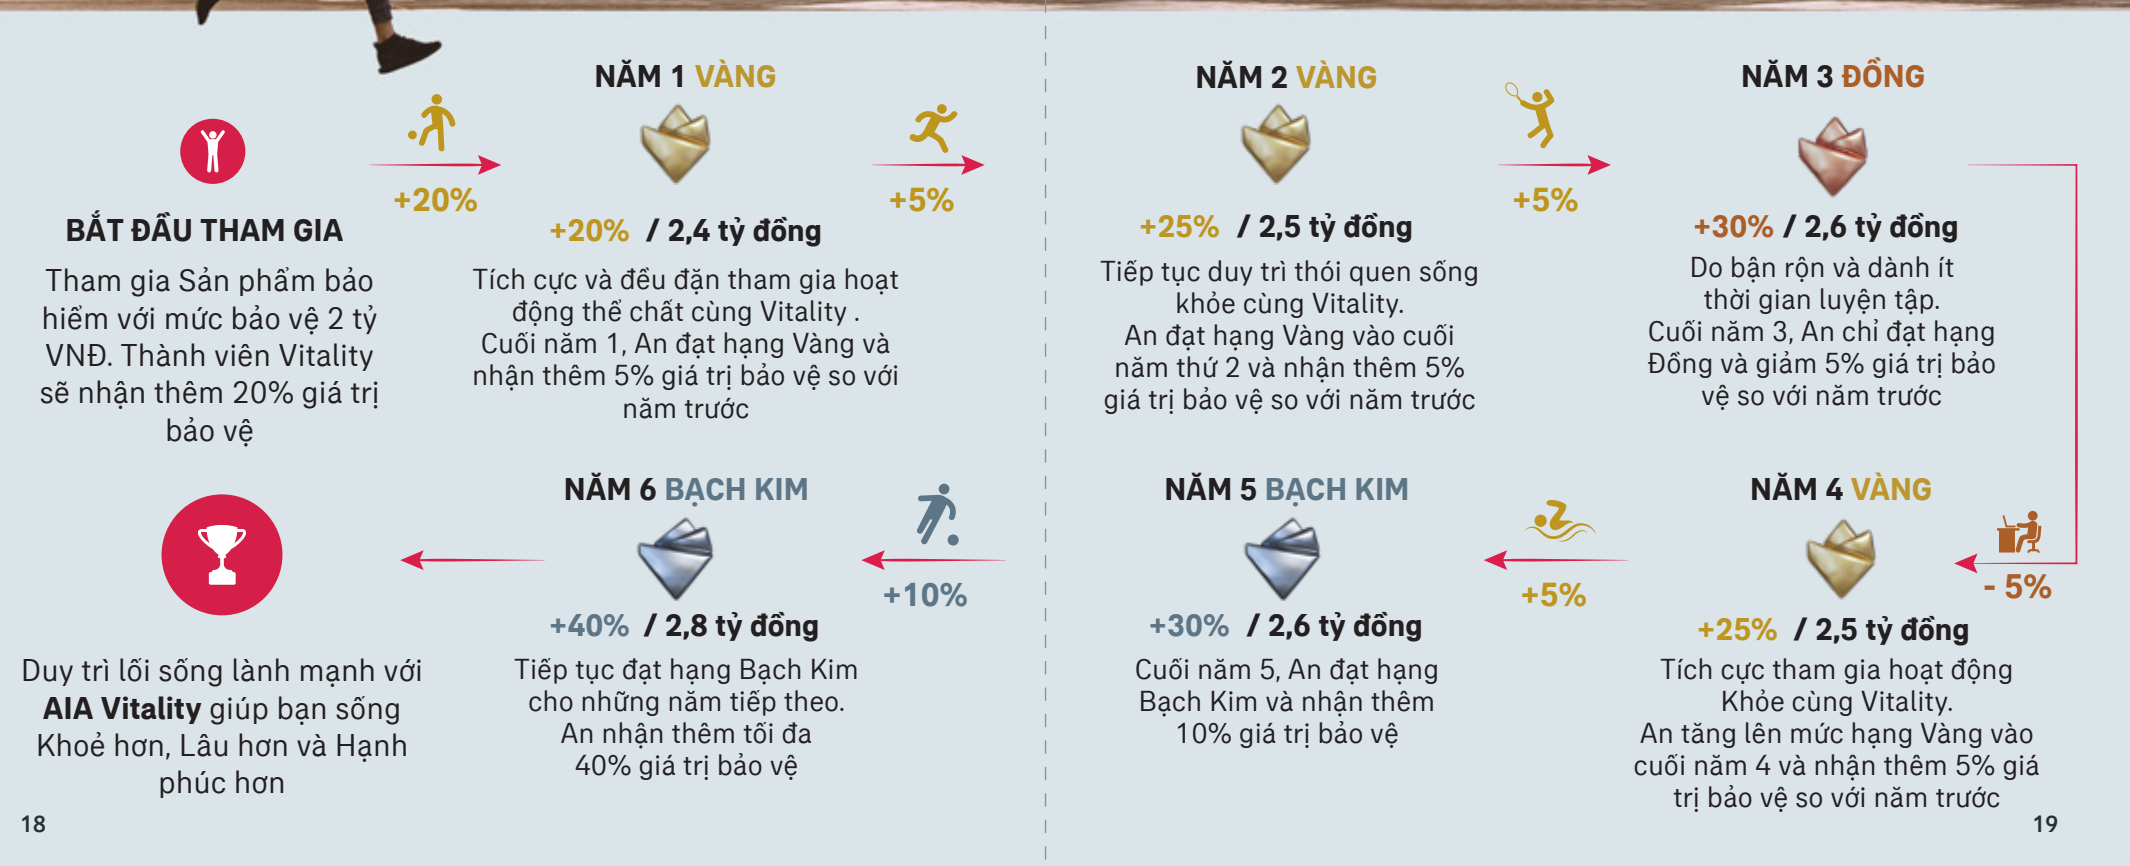 BẮT ĐẦU THAM GIA
Tham gia Sản phẩm bảo
hiểm với mức bảo vệ 2 tỷ
VNĐ. Thành viên Vitality
sẽ nhận thêm 20% giá trị
bảo vệ
+20%
NĂM 1 VÀNG
+20% / 2,4 tỷ đồng
Tích cực và đều đặn tham gia hoạt
động thể chất cùng Vitality .
Cuối năm 1, An đạt hạng Vàng và
nhận thêm 5% giá trị bảo vệ so với
năm trước
+5%
NĂM 2 VÀNG
+25% / 2,5 tỷ đồng
Tiếp tục duy trì thói quen sống
khỏe cùng Vitality.
An đạt hạng Vàng vào cuối
năm thứ 2 và nhận thêm 5%
giá trị bảo vệ so với năm trước
+5%
NĂM 3 ĐỒNG
+30% / 2,6 tỷ đồng
Do bận rộn và dành ít
thời gian luyện tập.
Cuối năm 3, An chỉ đạt hạng
Đồng và giảm 5% giá trị bảo
vệ so với năm trước
- 5%
NĂM 4 VÀNG
+25% / 2,5 tỷ đồng
Tích cực tham gia hoạt động
Khỏe cùng Vitality.
An tăng lên mức hạng Vàng vào
cuối năm 4 và nhận thêm 5% giá
trị bảo vệ so với năm trước
+5%
NĂM 5 BẠCH KIM
+30% / 2,6 tỷ đồng
Cuối năm 5, An đạt hạng
Bạch Kim và nhận thêm
10% giá trị bảo vệ
+10%
NĂM 6 BẠCH KIM
+40% / 2,8 tỷ đồng
Tiếp tục đạt hạng Bạch Kim
cho những năm tiếp theo.
An nhận thêm tối đa
40% giá trị bảo vệ
Duy trì lối sống lành mạnh với
AIA Vitality giúp bạn sống
Khoẻ hơn, Lâu hơn và Hạnh
phúc hơn
18
19